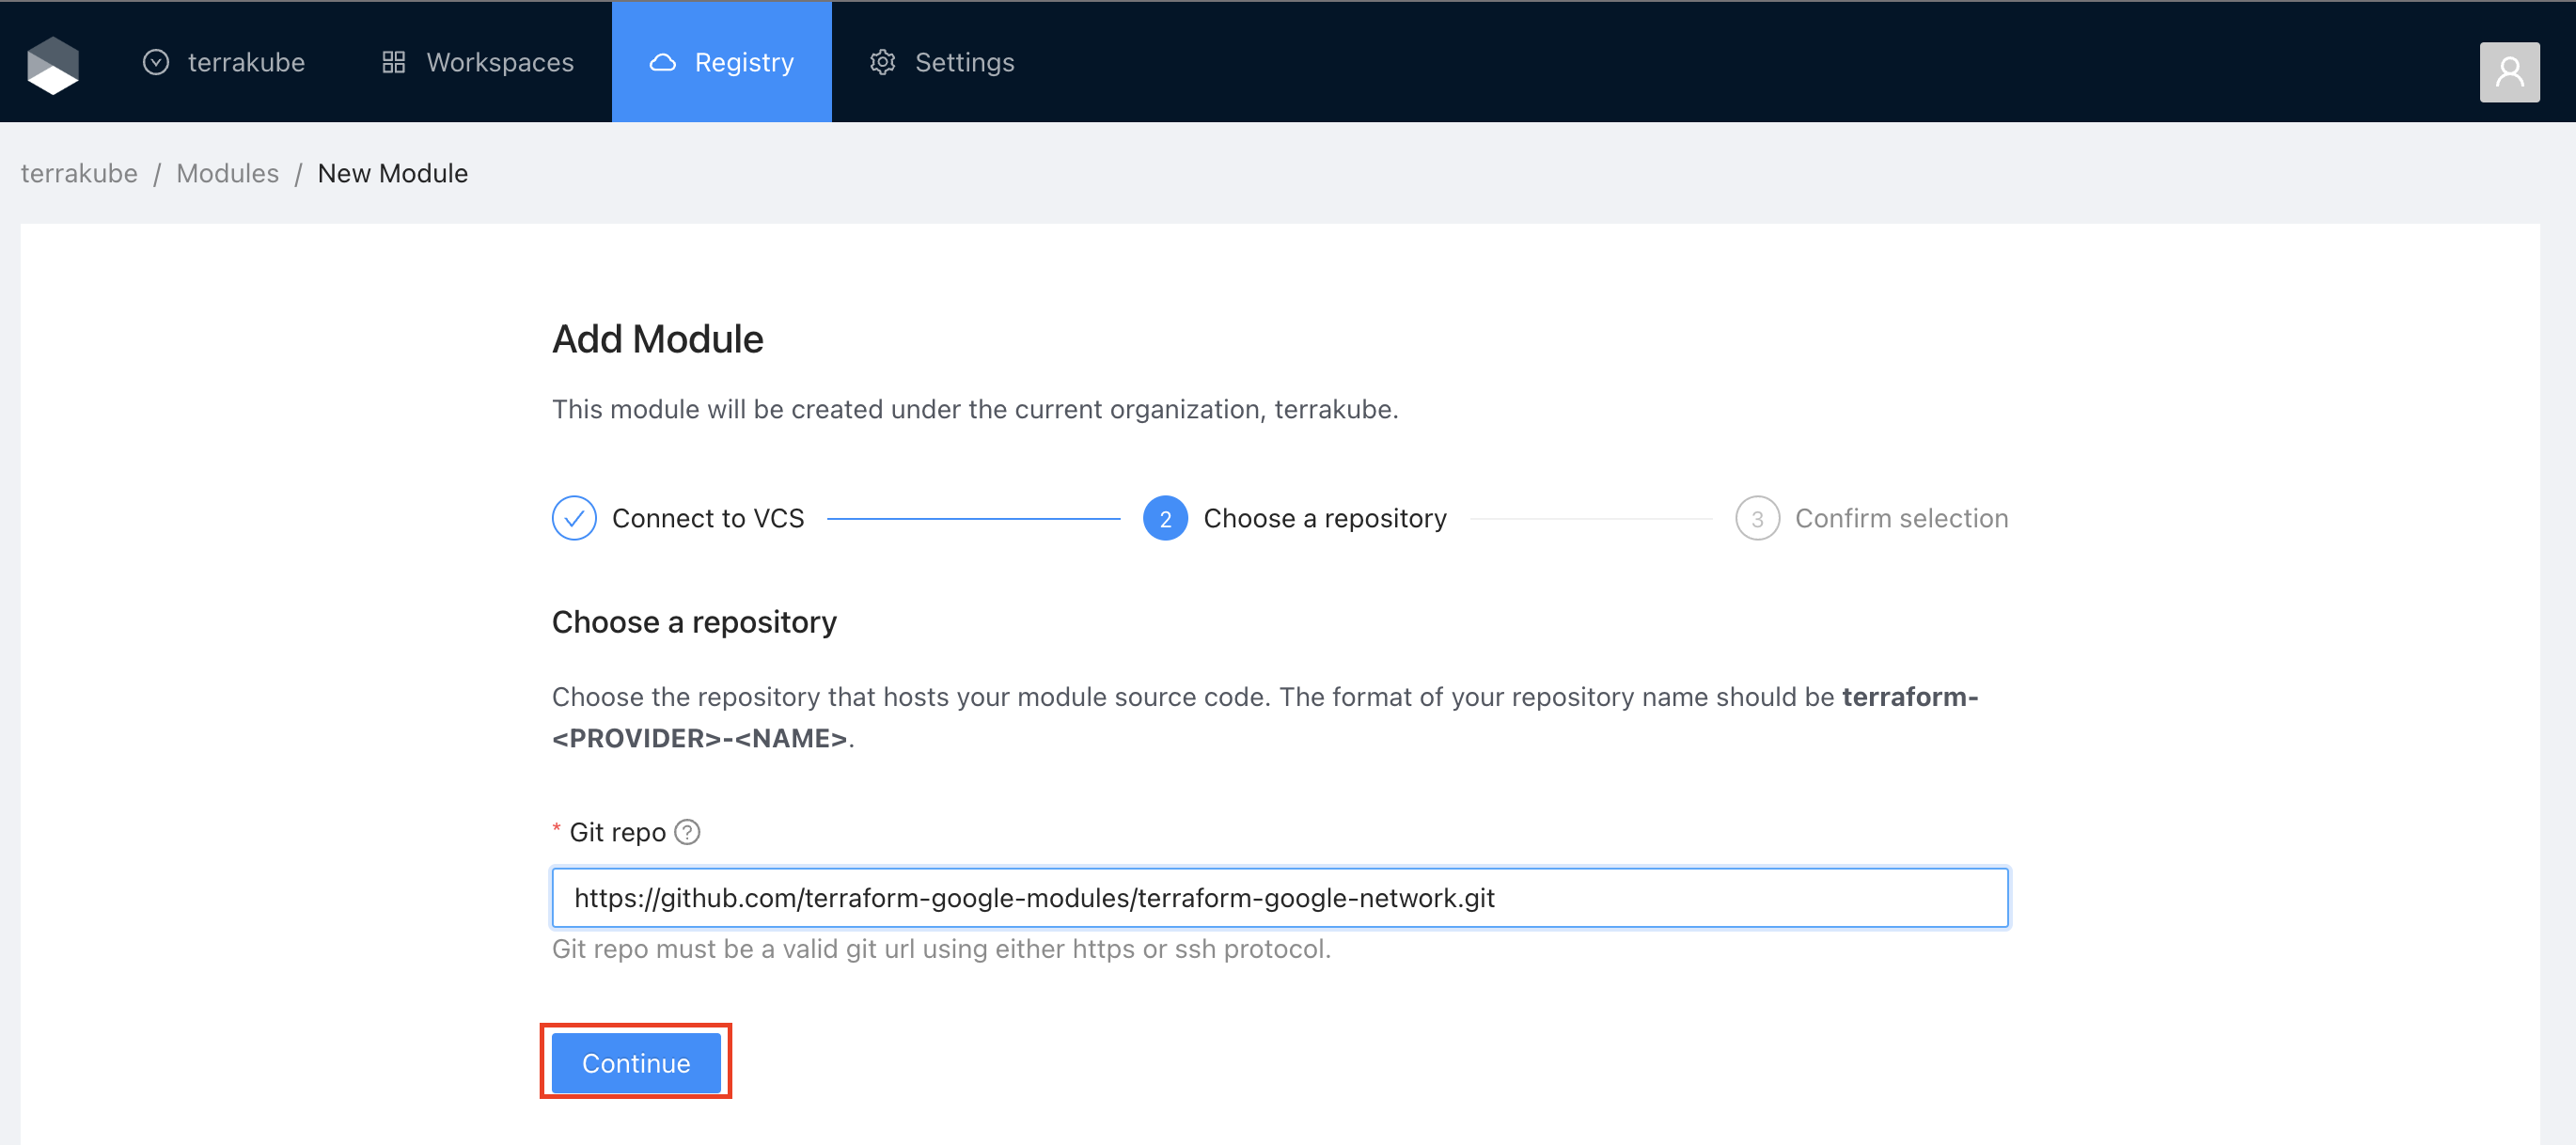 terrakube Workspaces Registry Settings
terrakube / Modules / New Module
Add Module
This module will be created under the current organization, terrakube.
Connect to VCS 2 Choose a repository 3 Confirm selection
Choose a repository
Choose the repository that hosts your module source code. The format of your repository name should be terraform-
<PROVIDER>-<NAME>.
* Git repo ?
https://github.com/terraform-google-modules/terraform-google-network.git
Git repo must be a valid git url using either https or ssh protocol.
Continue